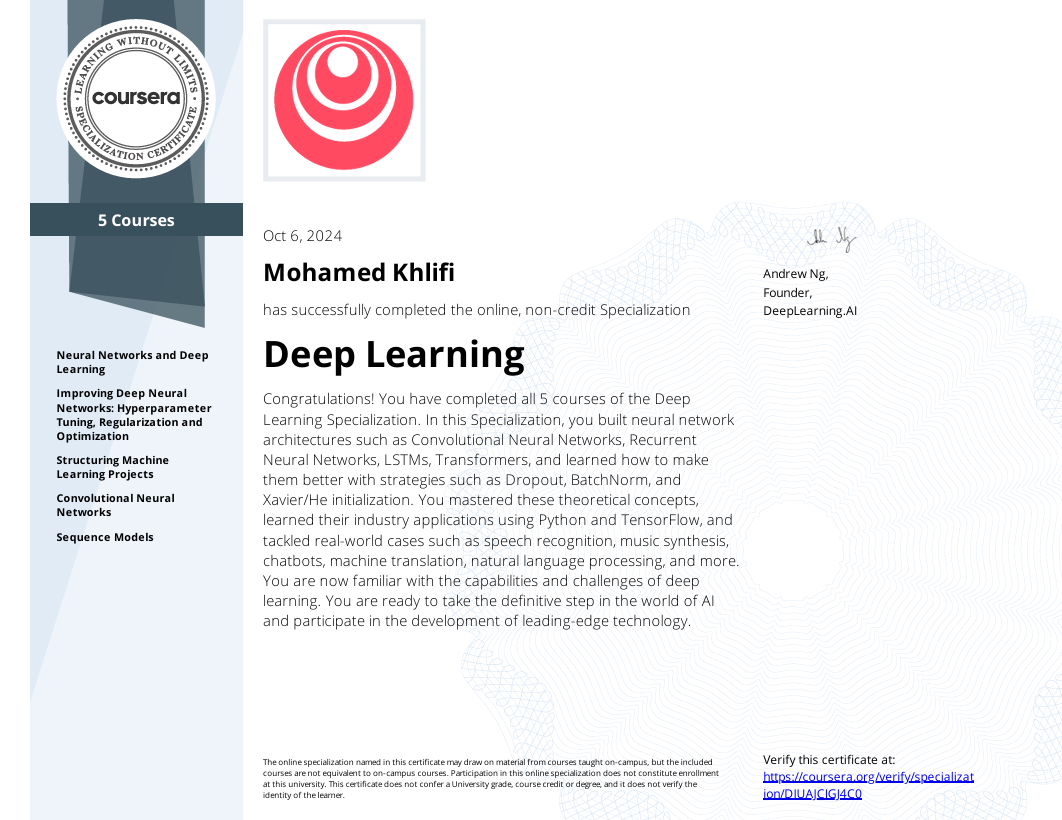 LEARNING WITHOUT LIMITS
coursera
SPECIALIZATION CERTIFICATE
5 Courses
Neural Networks and Deep
Learning
Improving Deep Neural
Networks: Hyperparameter
Tuning, Regularization and
Optimization
Structuring Machine
Learning Projects
Convolutional Neural
Networks
Sequence Models
Oct 6, 2024
Mohamed Khlifi
has successfully completed the online, non-credit Specialization
Deep Learning
Congratulations! You have completed all 5 courses of the Deep
Learning Specialization. In this Specialization, you built neural network
architectures such as Convolutional Neural Networks, Recurrent
Neural Networks, LSTMs, Transformers, and learned how to make
them better with strategies such as Dropout, BatchNorm, and
Xavier/He initialization. You mastered these theoretical concepts,
learned their industry applications using Python and TensorFlow, and
tackled real-world cases such as speech recognition, music synthesis,
chatbots, machine translation, natural language processing, and more.
You are now familiar with the capabilities and challenges of deep
learning. You are ready to take the definitive step in the world of AI
and participate in the development of leading-edge technology.
Andrew Ng,
Founder,
DeepLearning.AI
The online specialization named in this certificate may draw on material from courses taught on-campus, but the included
courses are not equivalent to on-campus courses. Participation in this online specialization does not constitute enrollment
at this university. This certificate does not confer a University grade, course credit or degree, and it does not verify the
identity of the learner.
Verify this certificate at:
https://coursera.org/verify/specializat
ion/DIUAJCIGJ4C0